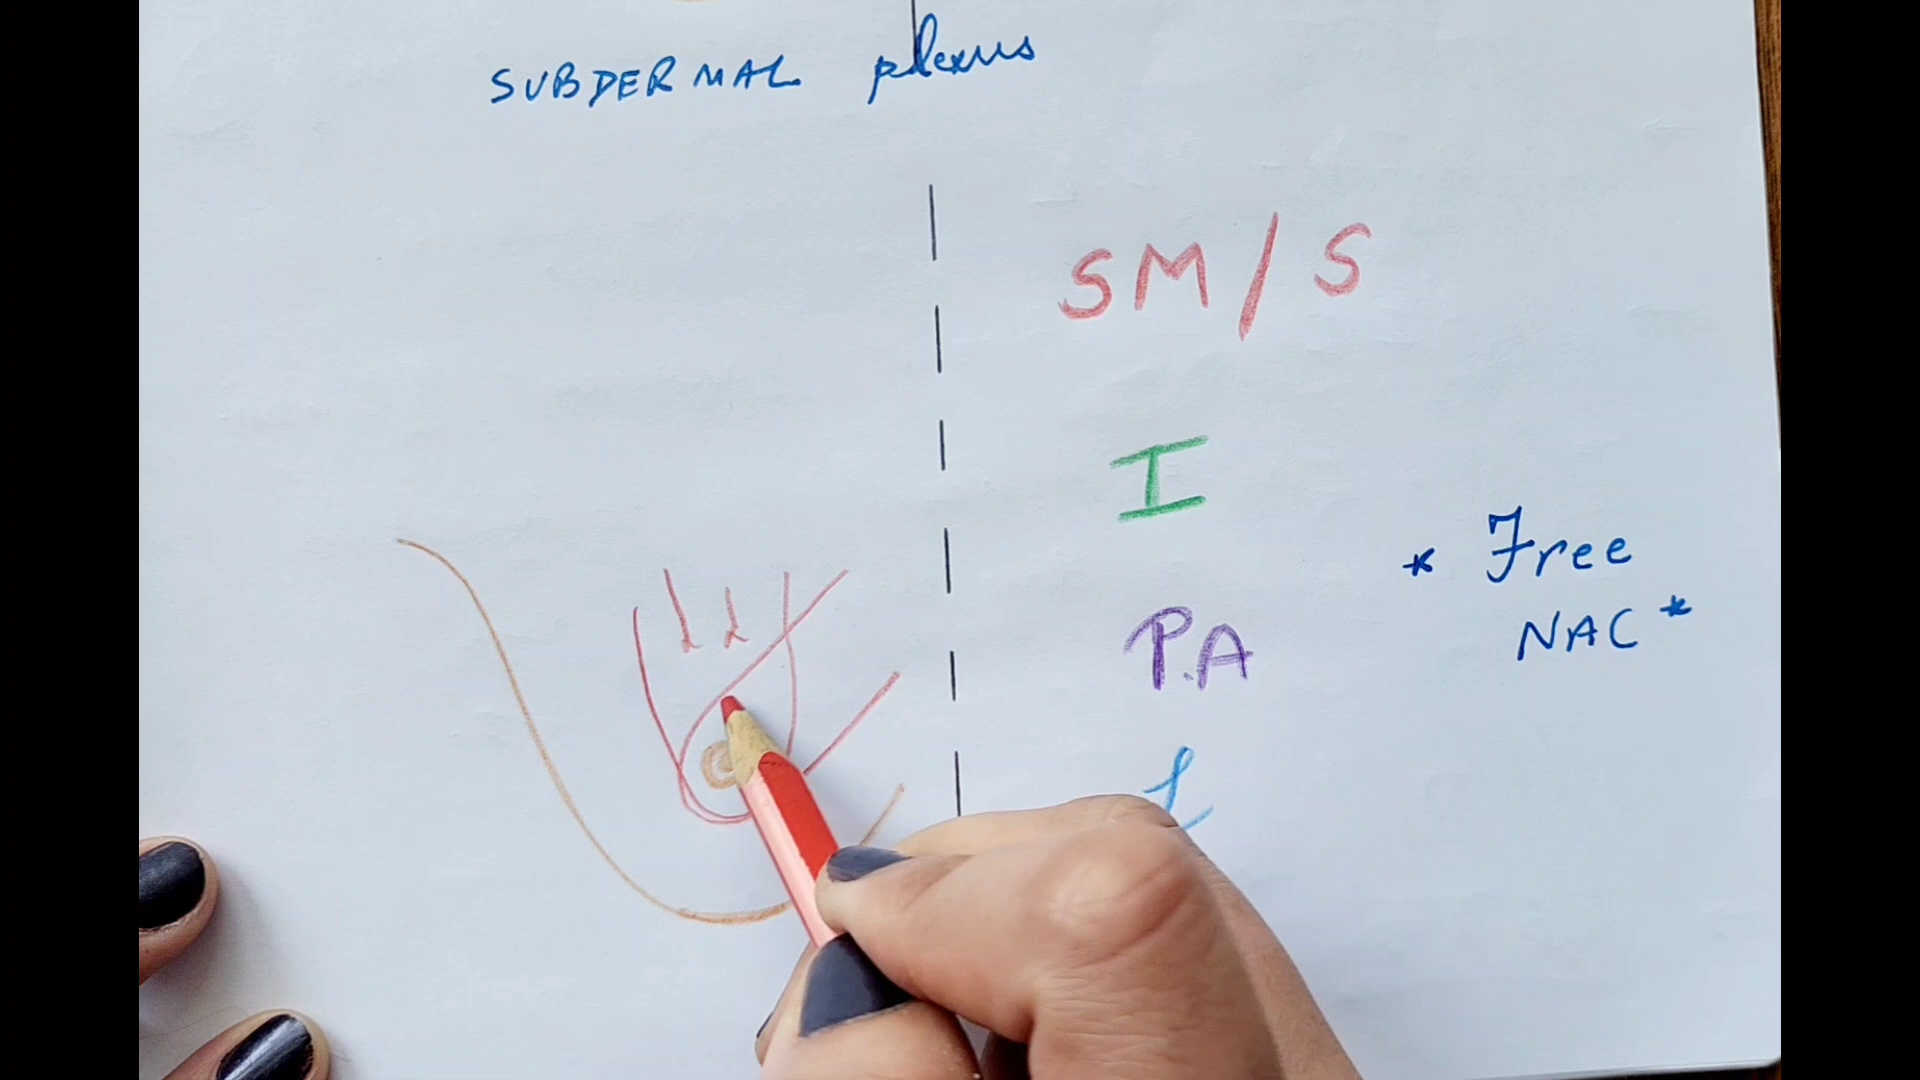 SUBDERMAL plexus
SM/S
I
* Free
NAC *
P.A